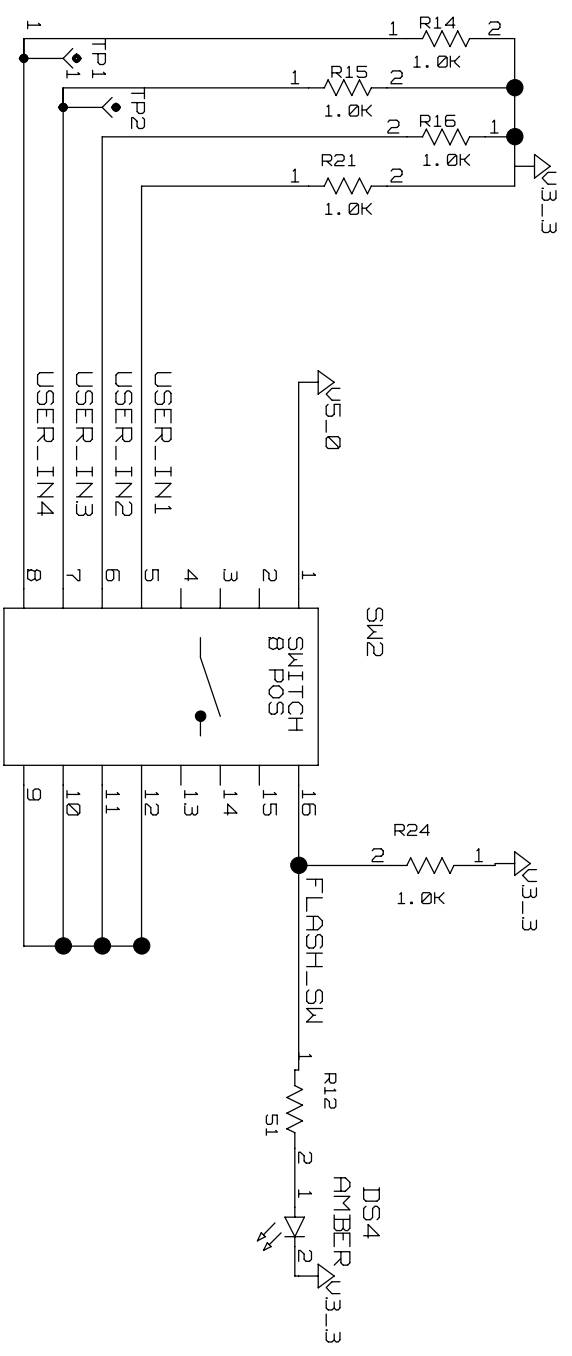 1
TP1
1
TP2
1
R14
2
1.0K
1
R15
2
1.0K
2
R16
1
1.0K
1
R21
2
1.0K
V3_3
V5_0
USER_IN1
USER_IN2
USER_IN3
USER_IN4
8
7
6
5
4
3
2
1
SW2
SWITCH
8 POS
9
10
11
12
13
14
15
16
R24
2
1
1.0K
V3_3
FLASH_SW
1
R12
51
2
DS4
AMBER
1
2
V3_3